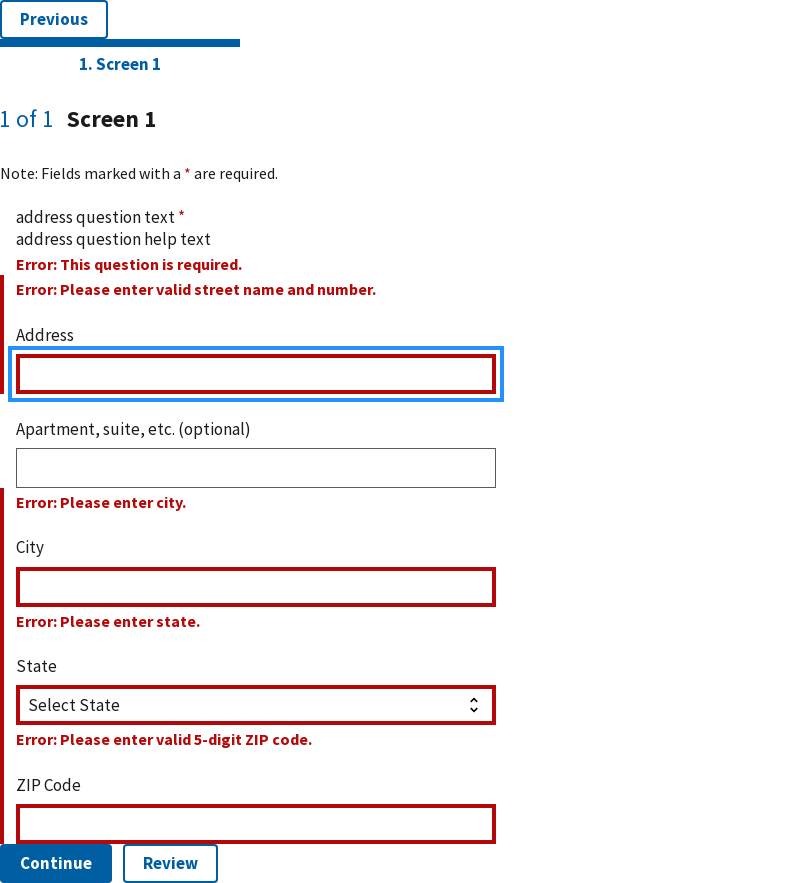 Previous
1. Screen 1
1 of 1 Screen 1
Note: Fields marked with a * are required.
address question text *
address question help text
Error: This question is required.
Error: Please enter valid street name and number.
Address
Apartment, suite, etc. (optional)
Error: Please enter city.
City
Error: Please enter state.
State
Select State
Error: Please enter valid 5-digit ZIP code.
ZIP Code
Continue Review